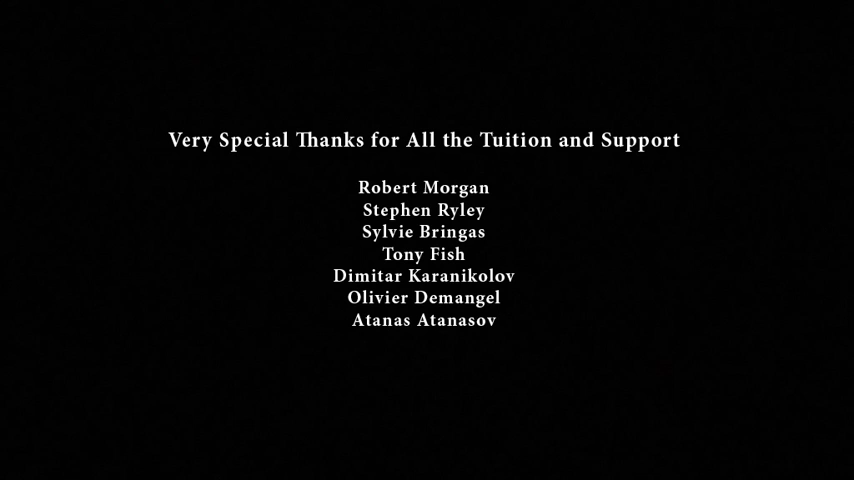 Very Special Thanks for All the Tuition and Support
Robert Morgan
Stephen Ryley
Sylvie Bringas
Tony Fish
Dimitar Karanikolov
Olivier Demangel
Atanas Atanasov